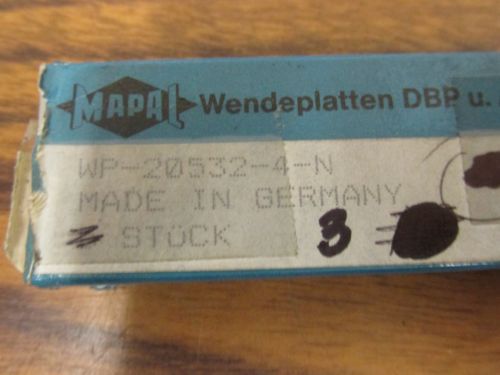 MAPAL Wendeplatten DBP u.
WP-20532-4-N
MADE IN GERMANY
STÜCK 3